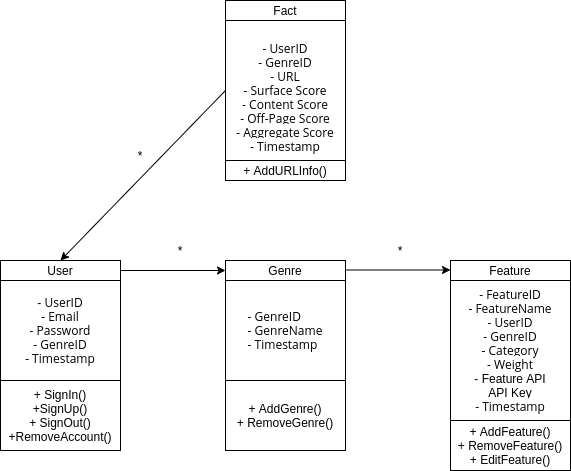 Fact
- UserID
- GenreID
- URL
- Surface Score
- Content Score
- Off-Page Score
- Aggregate Score
- Timestamp
+ AddURLInfo()
*
*
*
User
- UserID
- Email
- Password
- GenreID
- Timestamp
+ SignIn()
+SignUp()
+ SignOut()
+RemoveAccount()
Genre
- GenreID
- GenreName
- Timestamp
+ AddGenre()
+ RemoveGenre()
Feature
- FeatureID
- FeatureName
- UserID
- GenreID
- Category
- Weight
- Feature API
API Key
- Timestamp
+ AddFeature()
+ RemoveFeature()
+ EditFeature()